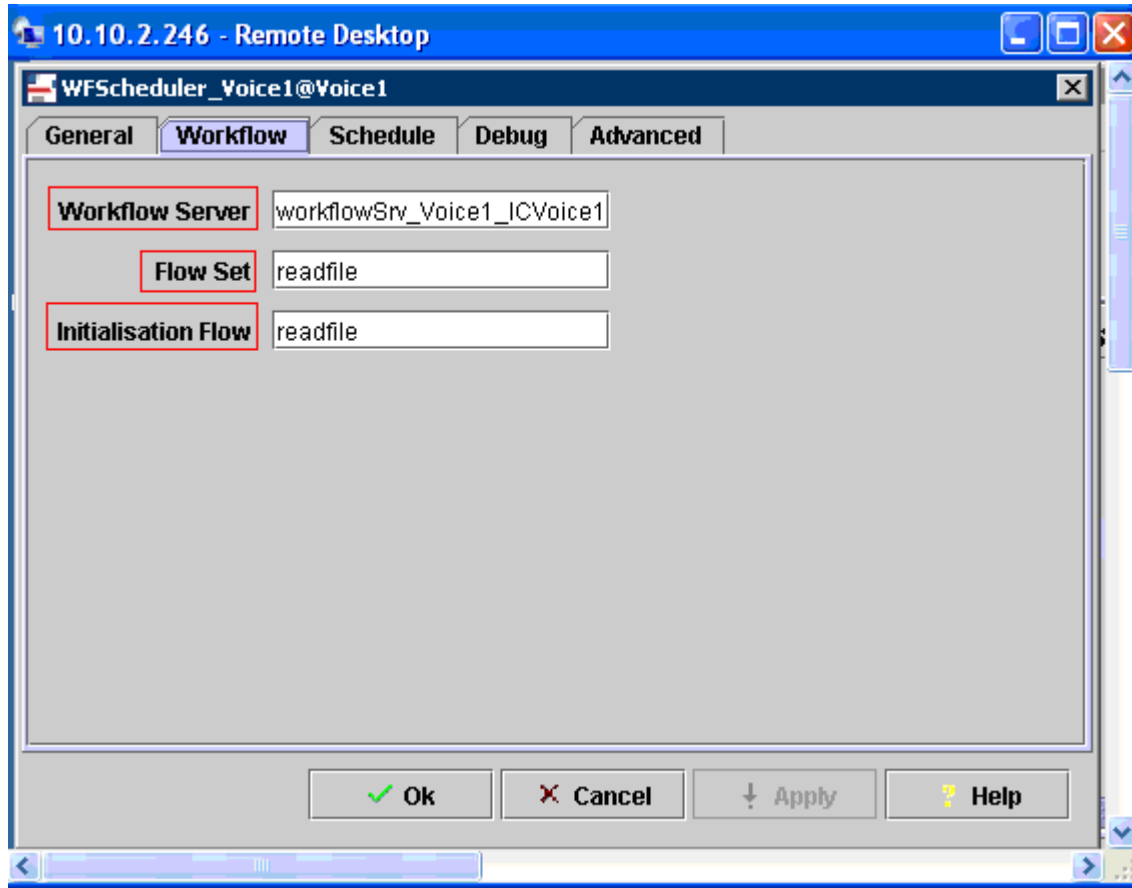 10.10.2.246 - Remote Desktop
WFScheduler_Voice1@Voice1
General Workflow Schedule Debug Advanced
Workflow Server workflowSrv_Voice1_ICVoice1
Flow Set readfile
Initialisation Flow readfile
Ok Cancel Apply Help